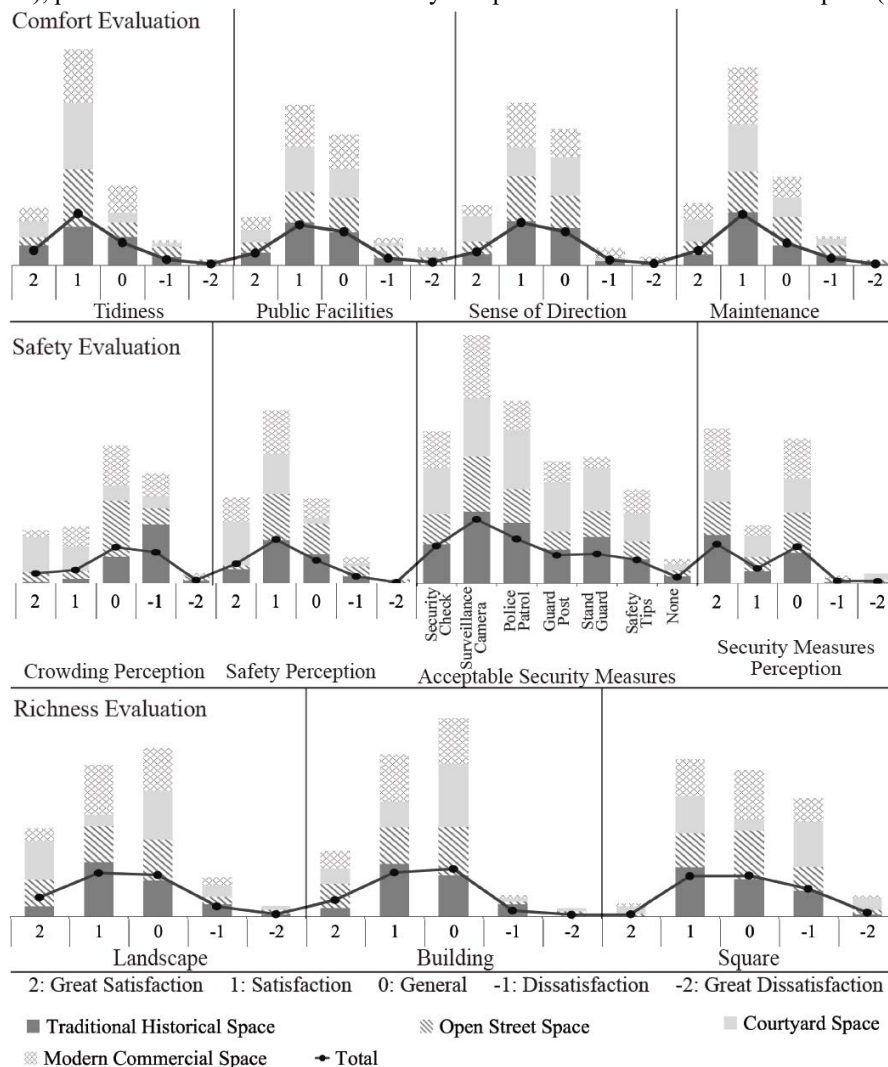 Comfort Evaluation
2 1 0 -1 -2 2 1 0 -1 -2 2 1 0 -1 -2 2 1 0 -1 -2
Tidiness Public Facilities Sense of Direction Maintenance
Safety Evaluation
2 1 0 -1 -2 2 1 0 -1 -2 Security Check Surveillance Camera Police Patrol Guard Post Stand Guard Safety Tips None 2 1 0 -1 -2
Crowding Perception Safety Perception Acceptable Security Measures Security Measures Perception
Richness Evaluation
2 1 0 -1 -2 2 1 0 -1 -2 2 1 0 -1 -2
Landscape Building Square
2: Great Satisfaction 1: Satisfaction 0: General -1: Dissatisfaction -2: Great Dissatisfaction
Traditional Historical Space Open Street Space Courtyard Space
Modern Commercial Space Total